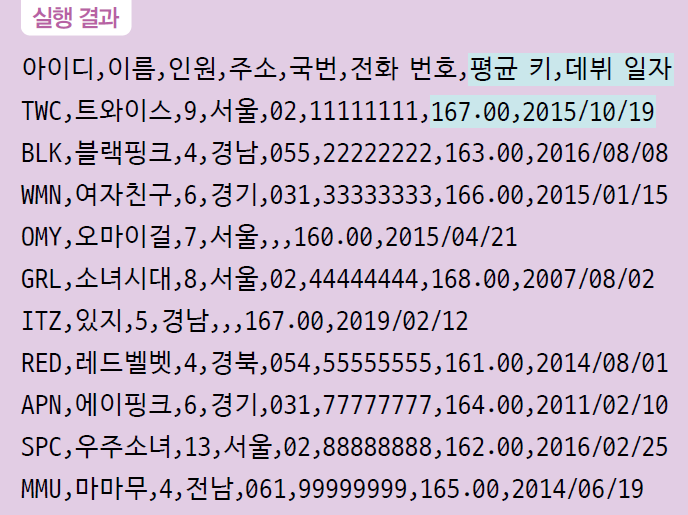 실행 결과
아이디,이름,인원,주소,국번,전화 번호,평균 키,데뷔 일자
TWC,트와이스,9,서울,02,11111111,167.00,2015/10/19
BLK,블랙핑크,4,경남,055,22222222,163.00,2016/08/08
WMN,여자친구,6,경기,031,33333333,166.00,2015/01/15
OMY,오마이걸,7,서울,,,160.00,2015/04/21
GRL,소녀시대,8,서울,02,44444444,168.00,2007/08/02
ITZ,있지,5,경남,,,167.00,2019/02/12
RED,레드벨벳,4,경북,054,55555555,161.00,2014/08/01
APN,에이핑크,6,경기,031,77777777,164.00,2011/02/10
SPC,우주소녀,13,서울,02,88888888,162.00,2016/02/25
MMU,마마무,4,전남,061,99999999,165.00,2014/06/19